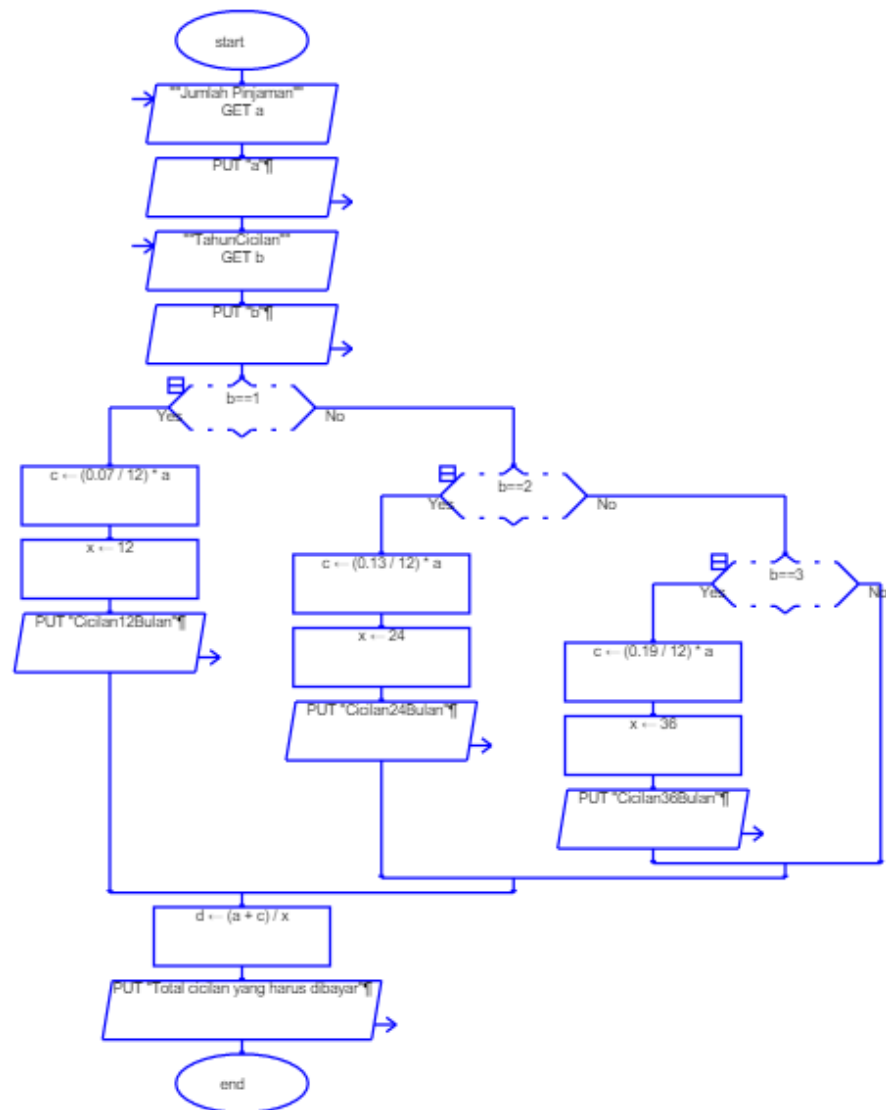 start
""Jumlah Pinjaman""
GET a
PUT "a"¶
""TahunCicilan""
GET b
PUT "b"¶
b==1
Yes
No
c ← (0.07 / 12) * a
x ← 12
PUT "Cicilan12Bulan"¶
b==2
Yes
No
c ← (0.13 / 12) * a
x ← 24
PUT "Cicilan24Bulan"¶
b==3
Yes
No
c ← (0.19 / 12) * a
x ← 36
PUT "Cicilan36Bulan"¶
d ← (a + c) / x
PUT "Total cicilan yang harus dibayar"¶
end